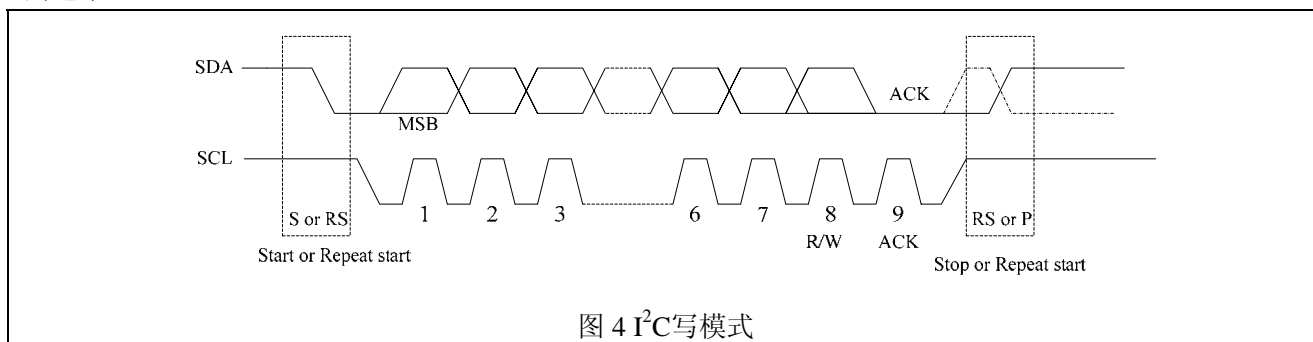 SDA
ACK
MSB
SCL
1 2 3 6 7 8 9
S or RS
RS or P
R/W ACK
Start or Repeat start
Stop or Repeat start
图 4 I²C写模式